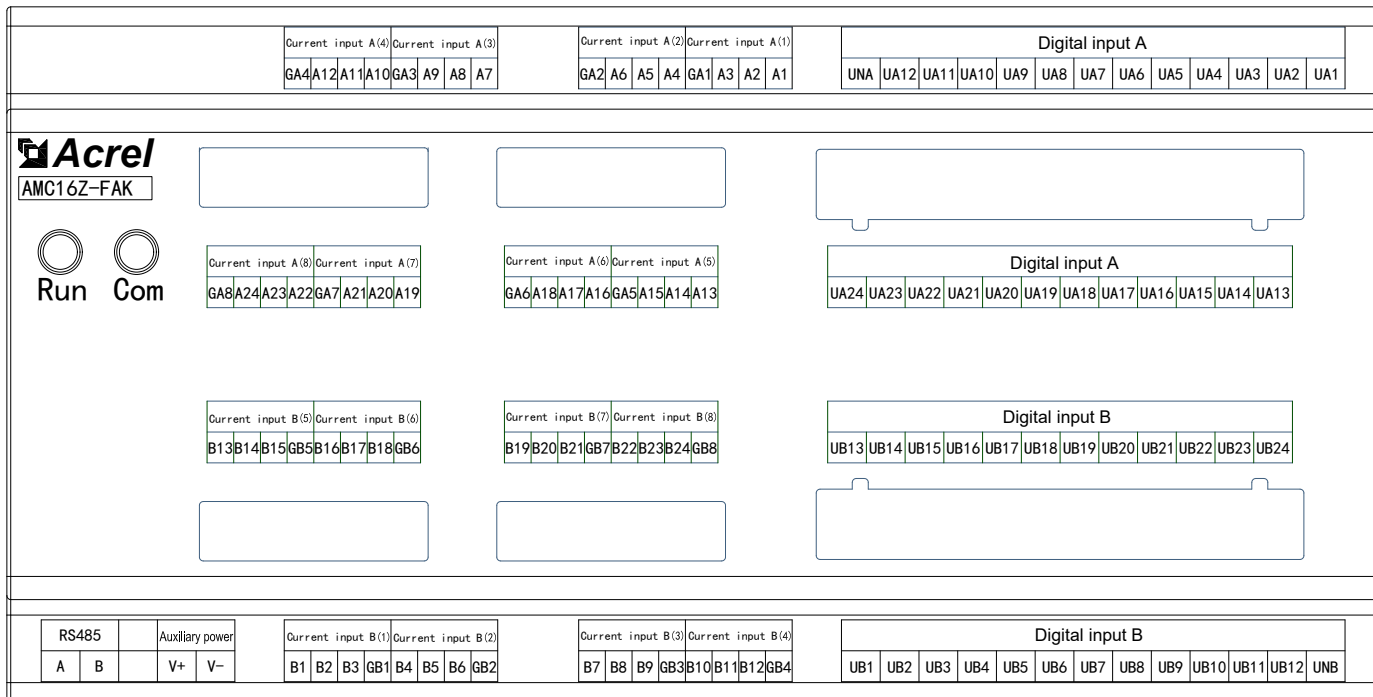 Current input A(4) Current input A(3) Current input A(2) Current input A(1) Digital input A
GA4 A12 A11 A10 GA3 A9 A8 A7 GA2 A6 A5 A4 GA1 A3 A2 A1 UNA UA12 UA11 UA10 UA9 UA8 UA7 UA6 UA5 UA4 UA3 UA2 UA1
Acrel
AMC16Z-FAK
Run Com
Current input A(8) Current input A(7) Current input A(6) Current input A(5) Digital input A
GA8 A24 A23 A22 GA7 A21 A20 A19 GA6 A18 A17 A16 GA5 A15 A14 A13 UA24 UA23 UA22 UA21 UA20 UA19 UA18 UA17 UA16 UA15 UA14 UA13
Current input B(5) Current input B(6) Current input B(7) Current input B(8) Digital input B
B13 B14 B15 GB5 B16 B17 B18 GB6 B19 B20 B21 GB7 B22 B23 B24 GB8 UB13 UB14 UB15 UB16 UB17 UB18 UB19 UB20 UB21 UB22 UB23 UB24
RS485 Auxiliary power Current input B(1) Current input B(2) Current input B(3) Current input B(4) Digital input B
A B V+ V- B1 B2 B3 GB1 B4 B5 B6 GB2 B7 B8 B9 GB3 B10 B11 B12 GB4 UB1 UB2 UB3 UB4 UB5 UB6 UB7 UB8 UB9 UB10 UB11 UB12 UNB